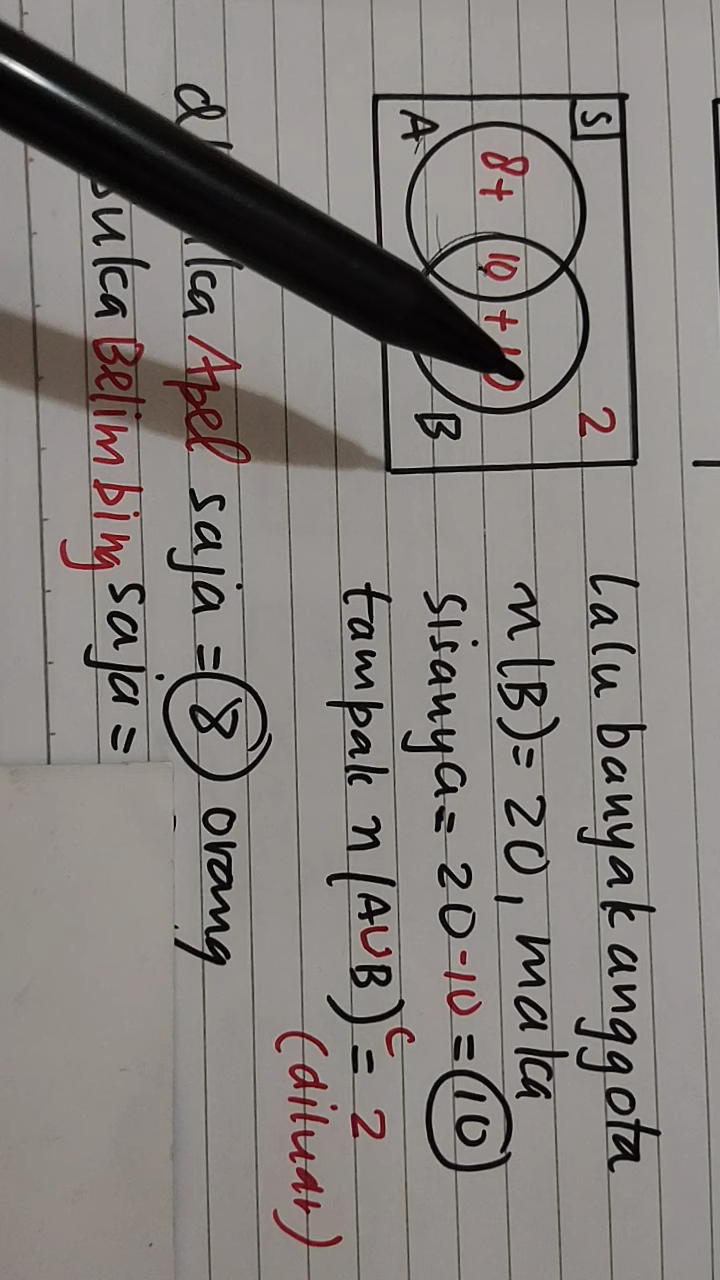 S
A
8+ 10 +
B
2
Lalu banyak anggota
n(B)=20, maka
sisanya=20-10=10
tampak n(AUB)ᶜ=2
(diluar)
Apel saja = 8 orang
Belimbing saja =